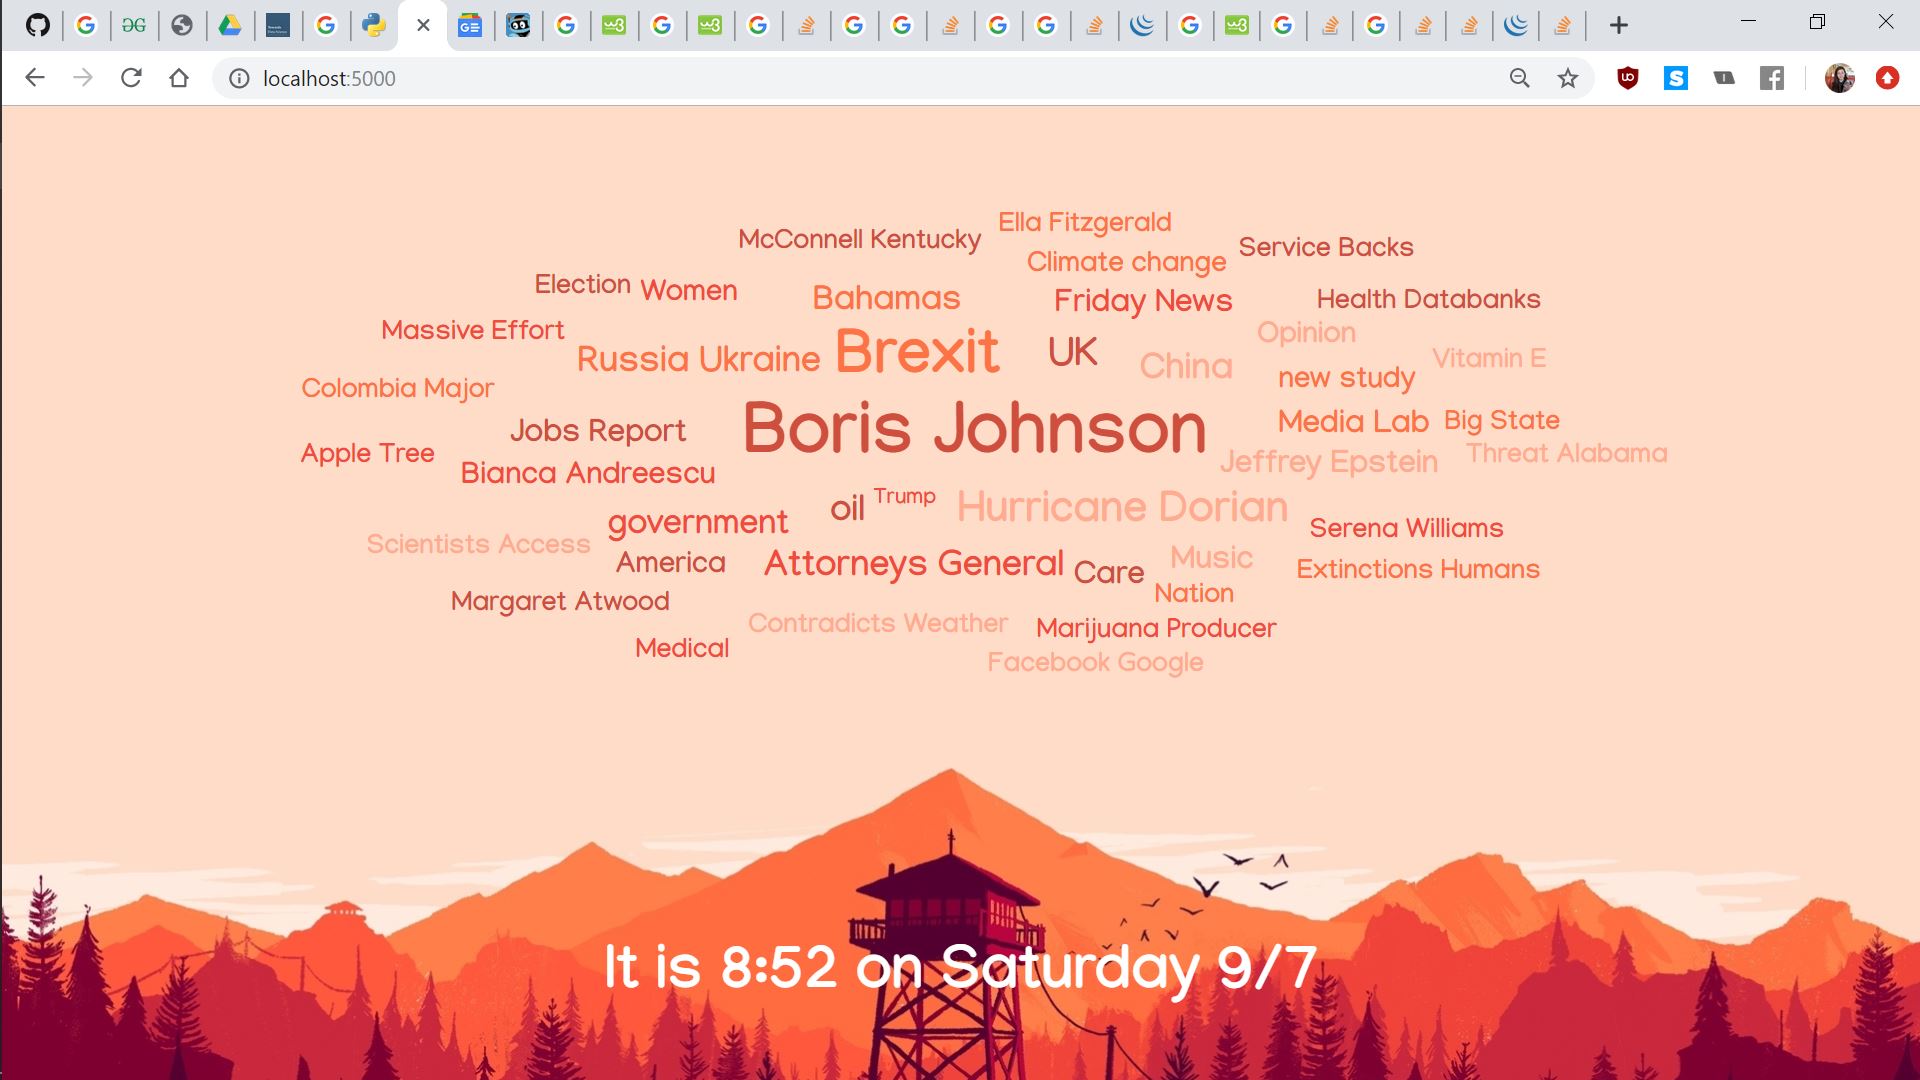 localhost:5000
Ella Fitzgerald
McConnell Kentucky
Service Backs
Climate change
Election
Women
Bahamas
Friday News
Health Databanks
Massive Effort
Opinion
Russia Ukraine
Brexit
UK
China
Vitamin E
Colombia Major
new study
Jobs Report
Boris Johnson
Media Lab
Big State
Apple Tree
Bianca Andreescu
Jeffrey Epstein
Threat Alabama
Trump
oil
Hurricane Dorian
government
Serena Williams
Scientists Access
America
Attorneys General
Care
Music
Extinctions Humans
Nation
Margaret Atwood
Contradicts Weather
Marijuana Producer
Medical
Facebook Google
It is 8:52 on Saturday 9/7